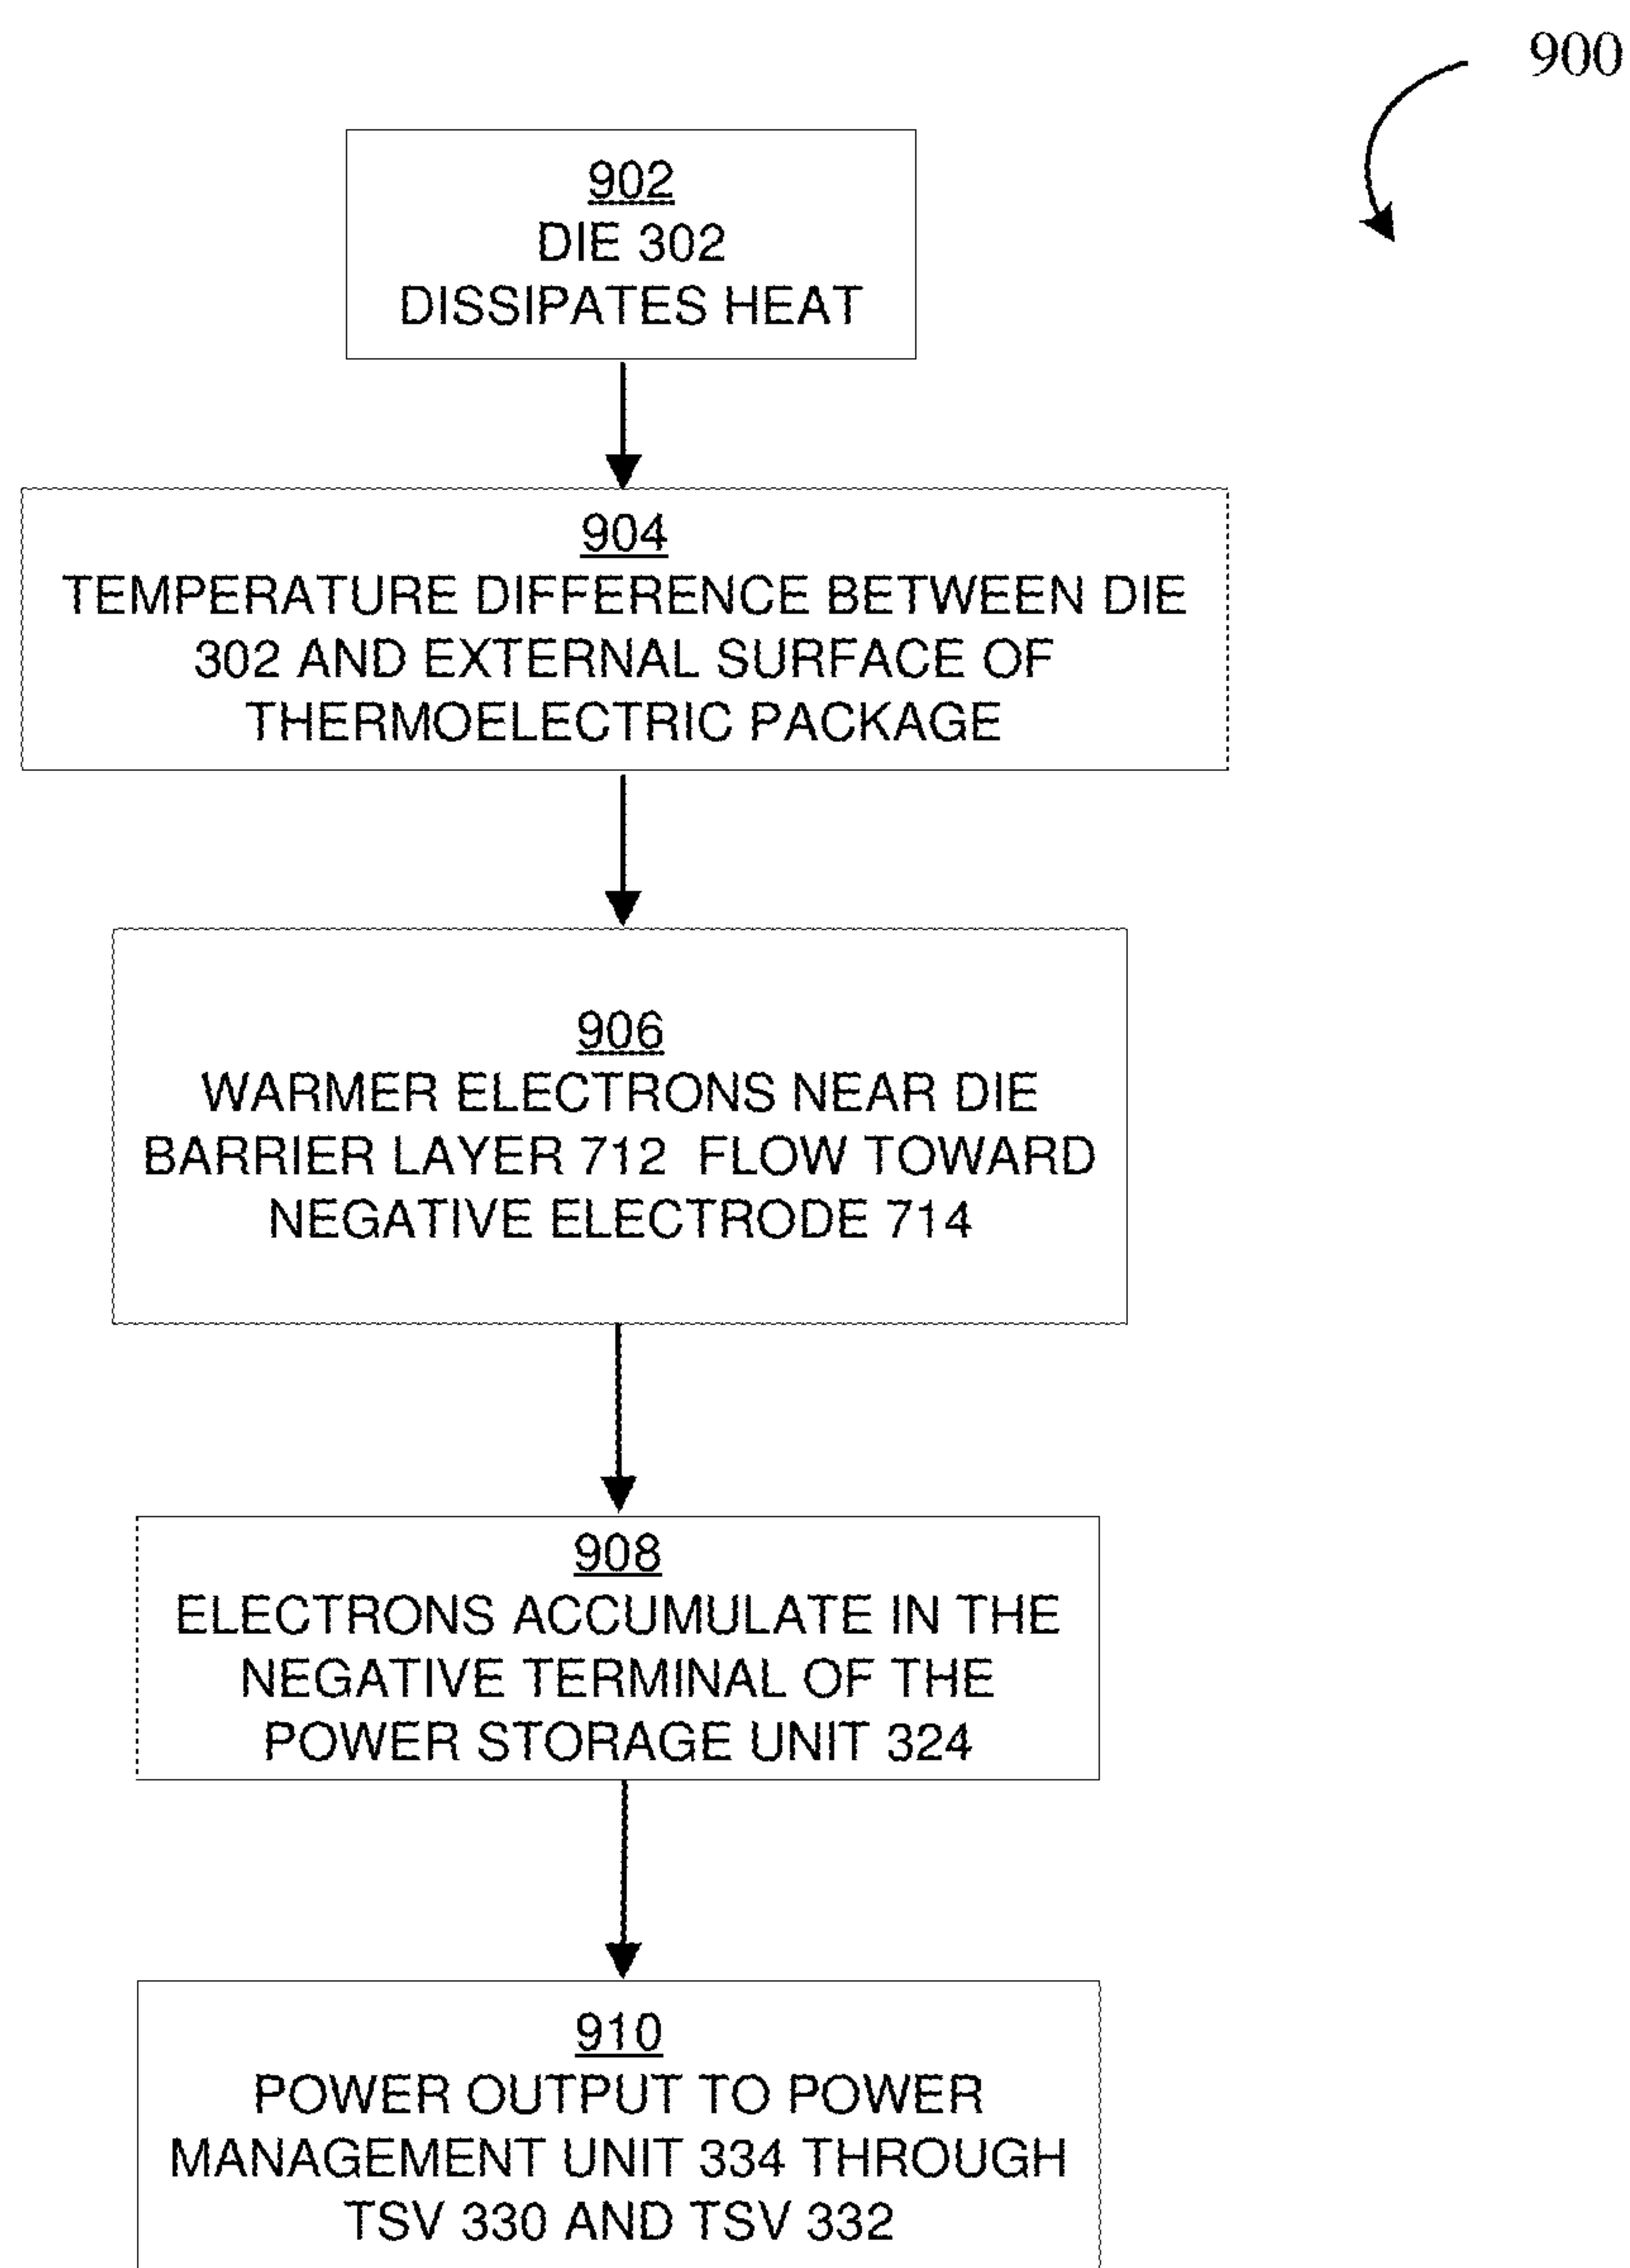 900
902
DIE 302
DISSIPATES HEAT
904
TEMPERATURE DIFFERENCE BETWEEN DIE
302 AND EXTERNAL SURFACE OF
THERMOELECTRIC PACKAGE
906
WARMER ELECTRONS NEAR DIE
BARRIER LAYER 712 FLOW TOWARD
NEGATIVE ELECTRODE 714
908
ELECTRONS ACCUMULATE IN THE
NEGATIVE TERMINAL OF THE
POWER STORAGE UNIT 324
910
POWER OUTPUT TO POWER
MANAGEMENT UNIT 334 THROUGH
TSV 330 AND TSV 332